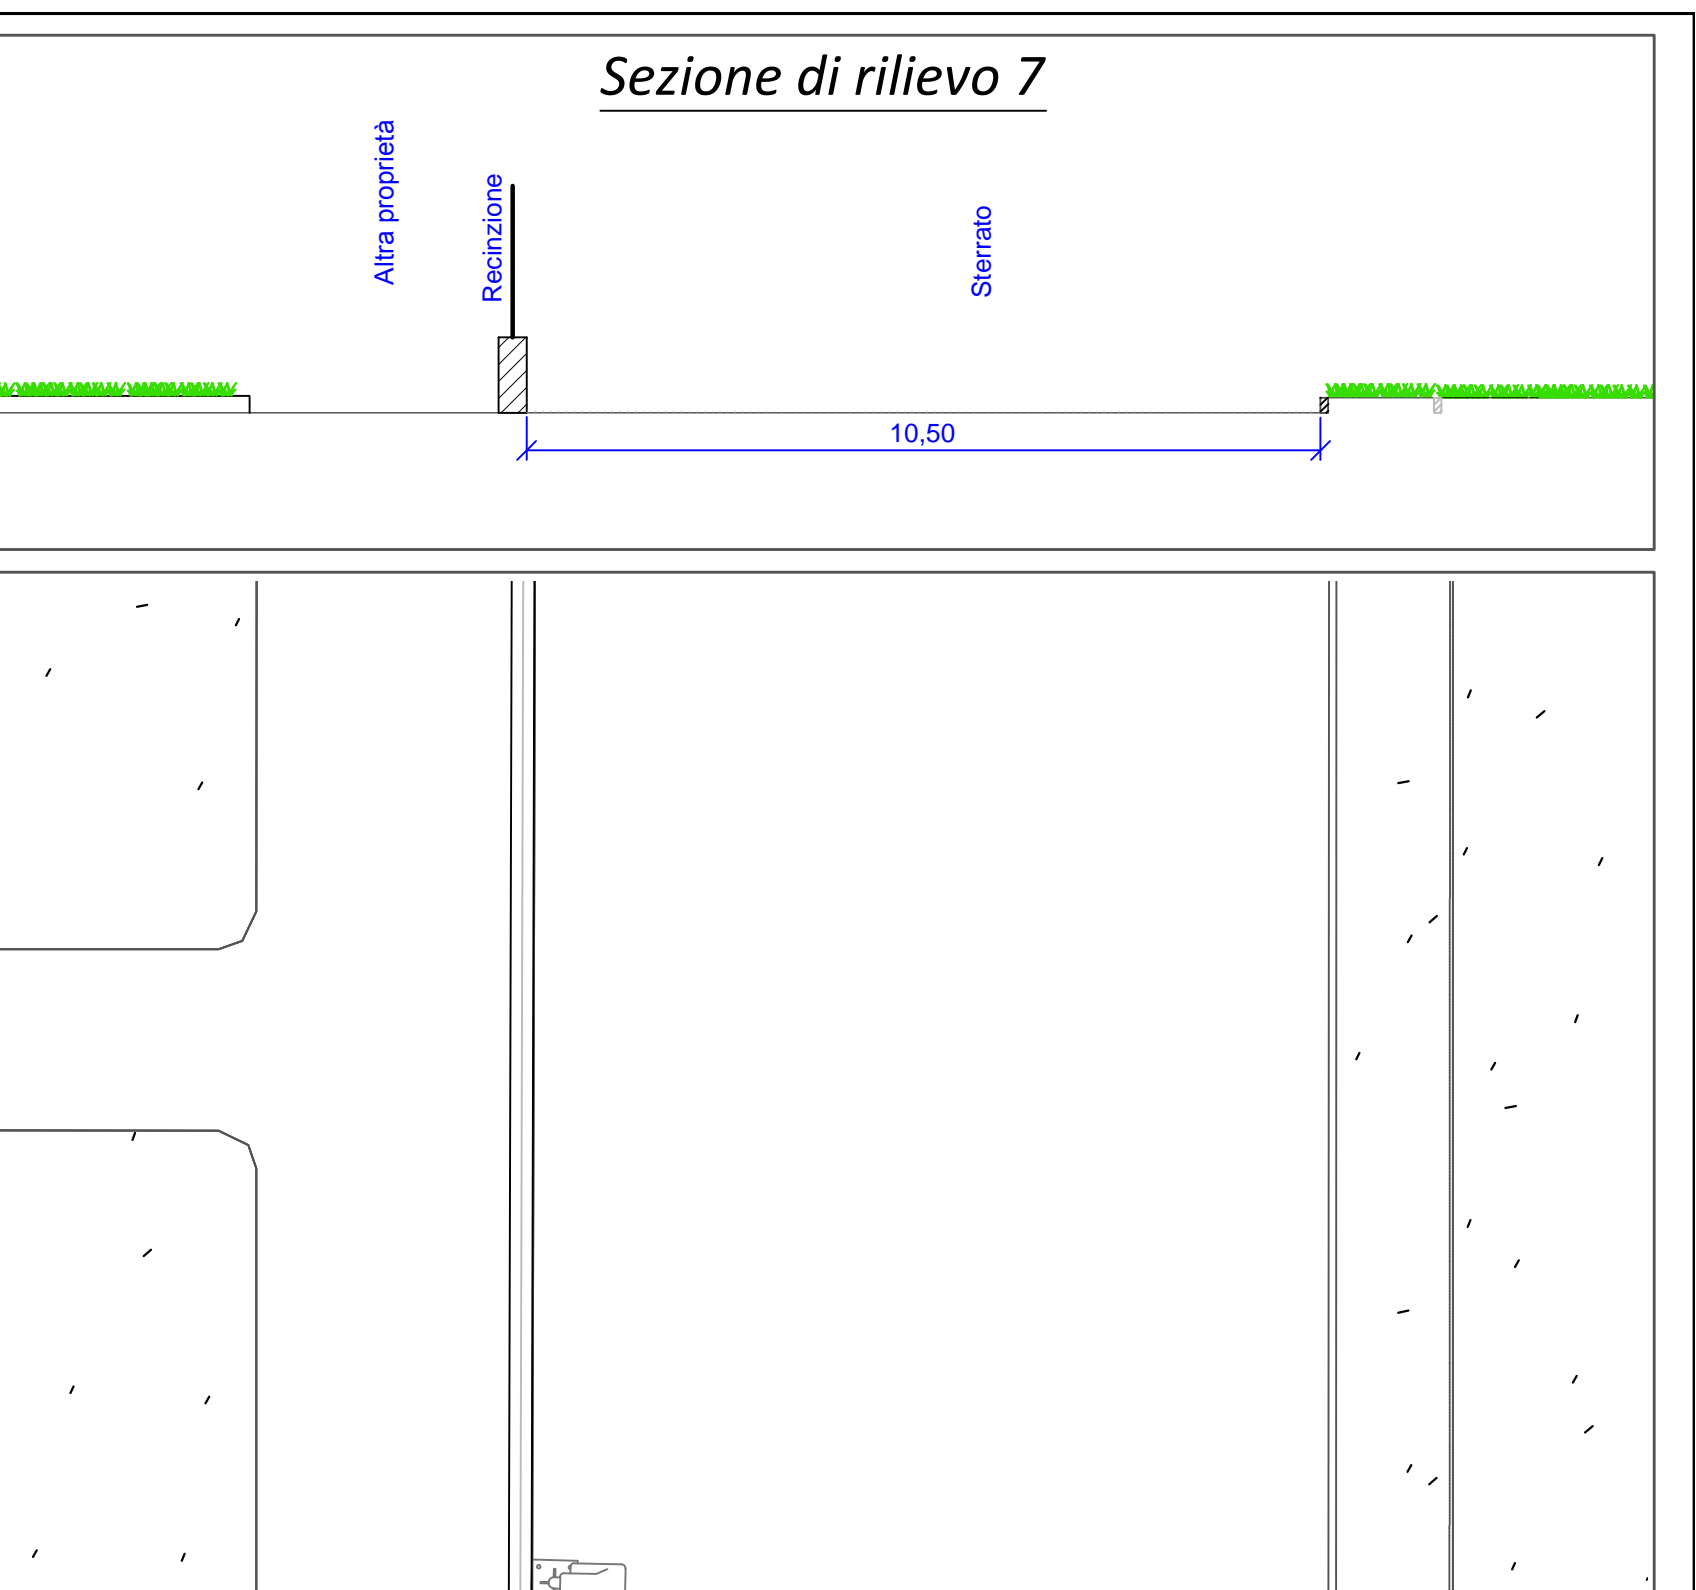 Sezione di rilievo 7
Altra proprietà
Recinzione
Sterrato
10,50